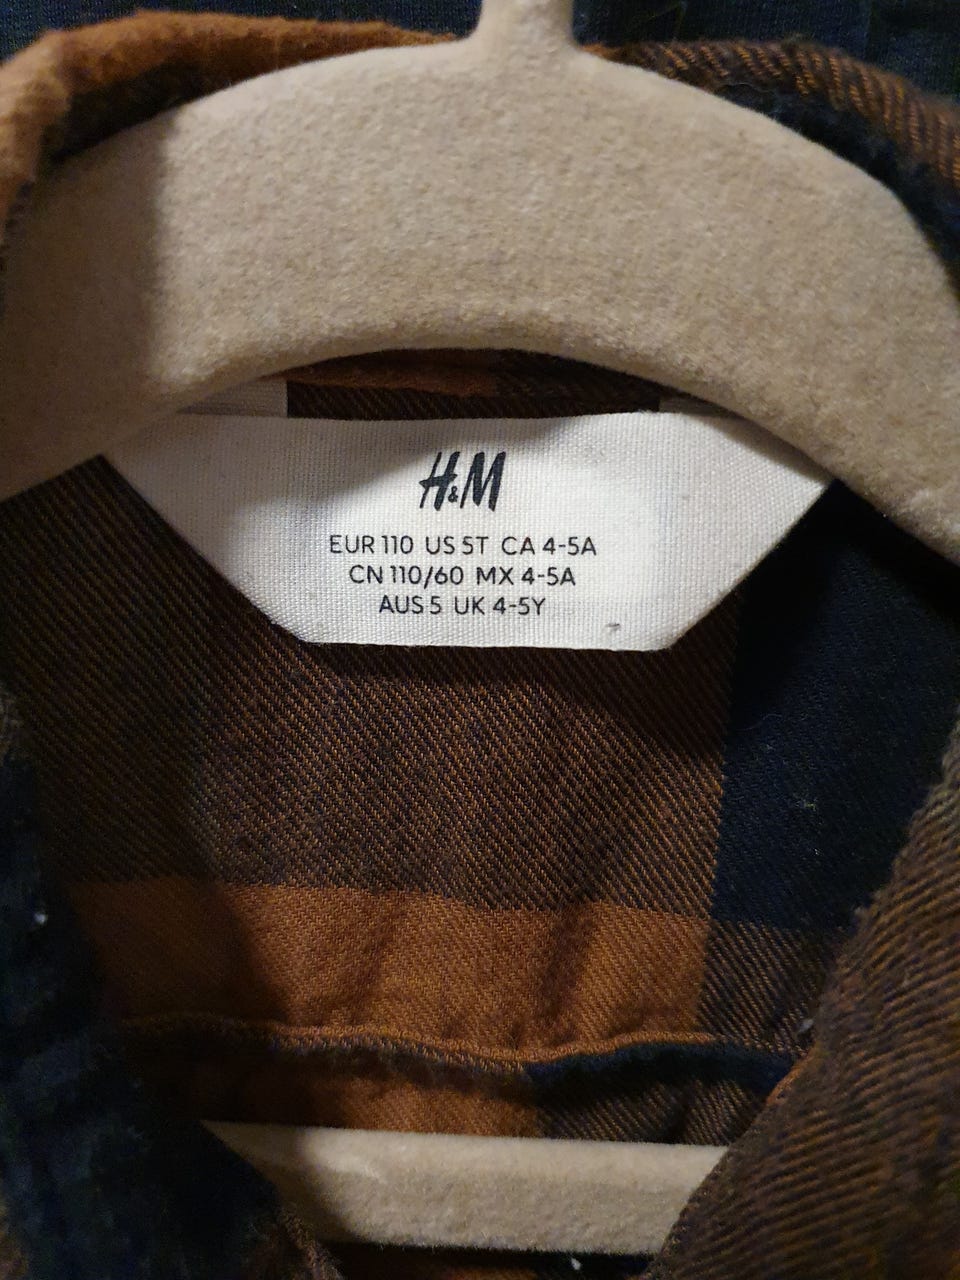 H&M
EUR 110 US 5T CA 4-5A
CN 110/60 MX 4-5A
AUS 5 UK 4-5Y